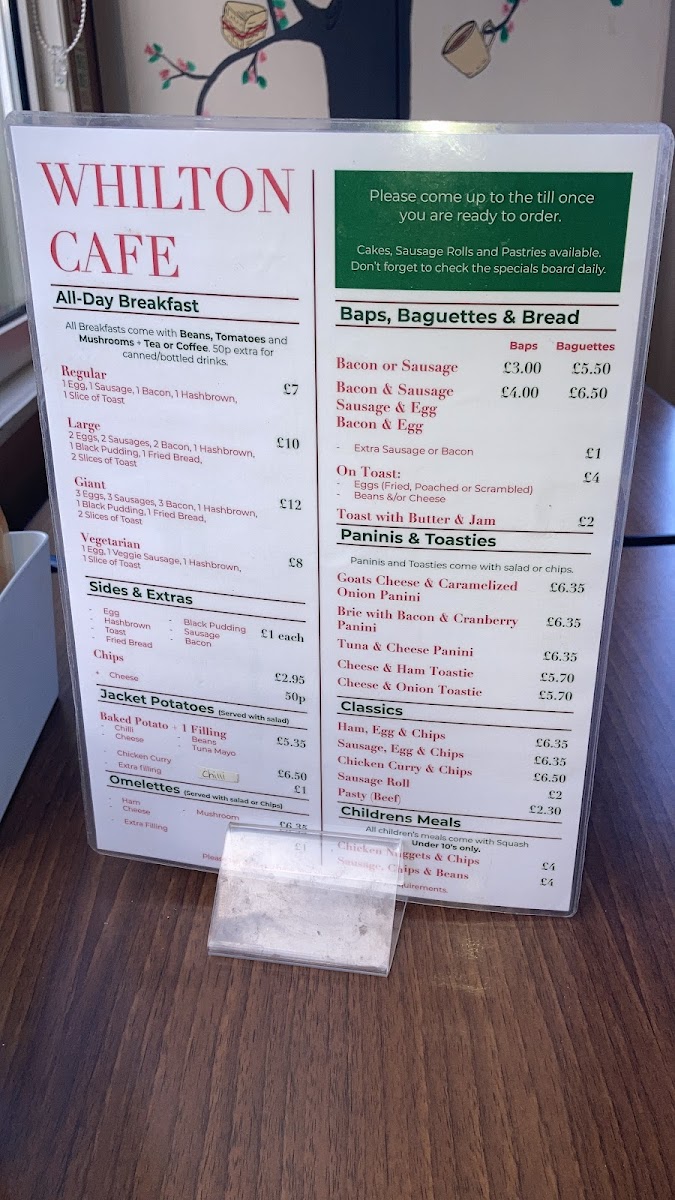 WHILTON
CAFE
All-Day Breakfast
All Breakfasts come with Beans, Tomatoes and
Mushrooms + Tea or Coffee. 50p extra for
canned/bottled drinks.
Regular
1 Egg, 1 Sausage, 1 Bacon, 1 Hashbrown,
1 Slice of Toast
£7
Large
2 Eggs, 2 Sausages, 2 Bacon, 1 Hashbrown,
1 Black Pudding, 1 Fried Bread,
2 Slices of Toast
£10
Giant
3 Eggs, 3 Sausages, 3 Bacon, 1 Hashbrown,
1 Black Pudding, 1 Fried Bread,
2 Slices of Toast
£12
Vegetarian
1 Egg, 1 Veggie Sausage, 1 Hashbrown,
1 Slice of Toast
£8
Sides & Extras
- Egg
- Hashbrown
- Toast
- Fried Bread
- Black Pudding
- Sausage
- Bacon
£1 each
Chips £2.95
+ Cheese 50p
Jacket Potatoes (Served with salad)
Baked Potato + 1 Filling £5.35
- Chilli - Beans
- Cheese - Tuna Mayo
- Chicken Curry Chilli £6.50
- Extra filling £1
Omelettes (Served with salad or Chips)
- Ham
- Cheese - Mushroom £6.35
- Extra Filling £1
Please come up to the till once
you are ready to order.
Cakes, Sausage Rolls and Pastries available.
Don't forget to check the specials board daily.
Baps, Baguettes & Bread
Baps Baguettes
Bacon or Sausage £3.00 £5.50
Bacon & Sausage £4.00 £6.50
Sausage & Egg
Bacon & Egg
- Extra Sausage or Bacon £1
On Toast: £4
- Eggs (Fried, Poached or Scrambled)
- Beans &/or Cheese
Toast with Butter & Jam £2
Paninis & Toasties
Paninis and Toasties come with salad or chips.
Goats Cheese & Caramelized £6.35
Onion Panini
Brie with Bacon & Cranberry £6.35
Panini
Tuna & Cheese Panini £6.35
Cheese & Ham Toastie £5.70
Cheese & Onion Toastie £5.70
Classics
Ham, Egg & Chips £6.35
Sausage, Egg & Chips £6.35
Chicken Curry & Chips £6.50
Sausage Roll £2
Pasty (Beef) £2.30
Childrens Meals
All children's meals come with Squash
Under 10's only.
Chicken Nuggets & Chips £4
Sausage, Chips & Beans £4